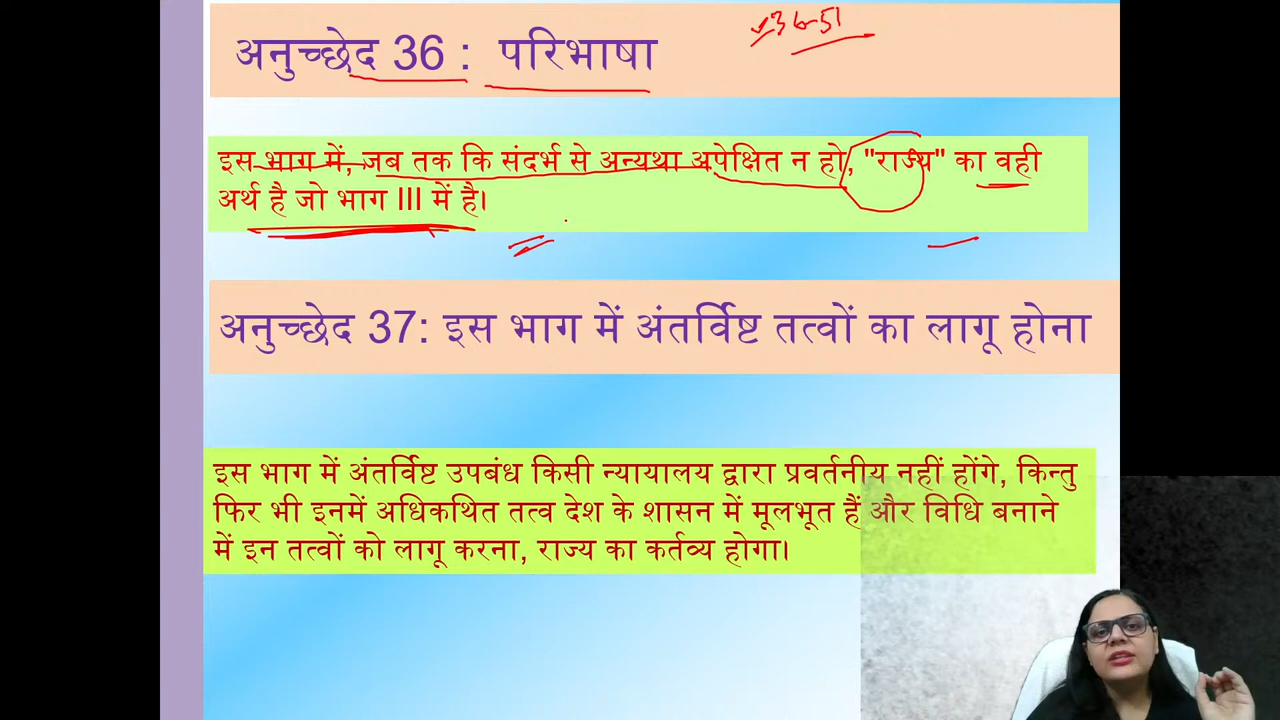 36-51
अनुच्छेद 36 : परिभाषा
इस भाग में, जब तक कि संदर्भ से अन्यथा अपेक्षित न हो, "राज्य" का वही
अर्थ है जो भाग III में है।
अनुच्छेद 37: इस भाग में अंतर्विष्ट तत्वों का लागू होना
इस भाग में अंतर्विष्ट उपबंध किसी न्यायालय द्वारा प्रवर्तनीय नहीं होंगे, किन्तु
फिर भी इनमें अधिकथित तत्व देश के शासन में मूलभूत हैं और विधि बनाने
में इन तत्वों को लागू करना, राज्य का कर्तव्य होगा।